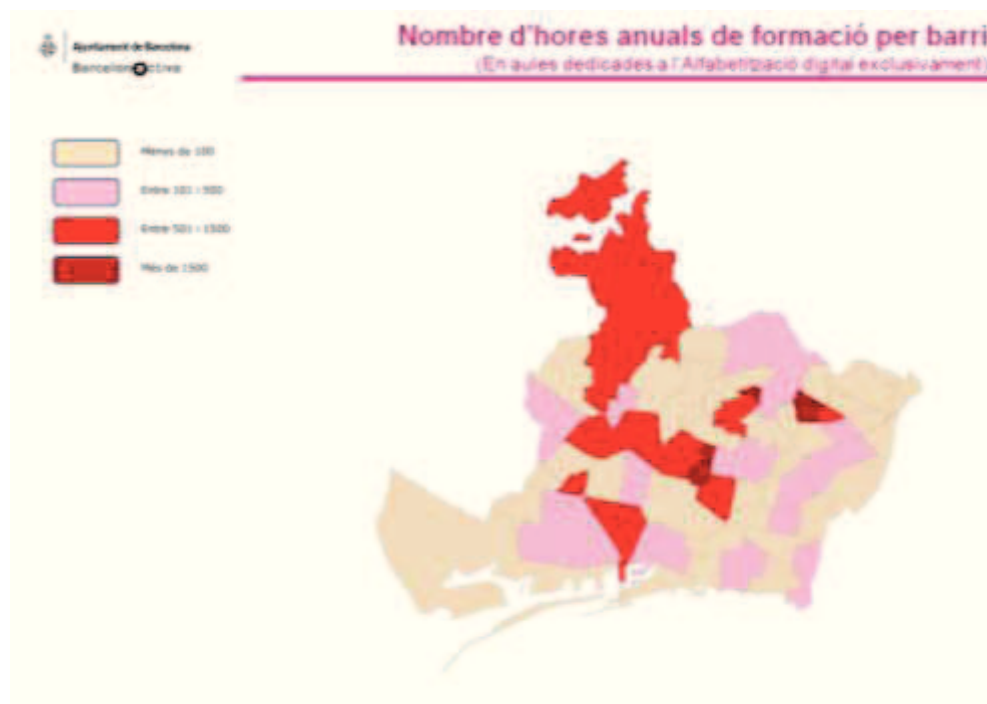 Ajuntament de Barcelona
Barcelona Activa
Nombre d'hores anuals de formació per barri
(En aules dedicades a l'Alfabetització digital exclusivament)
Menys de 100
Entre 101 i 500
Entre 501 i 1500
Més de 1500